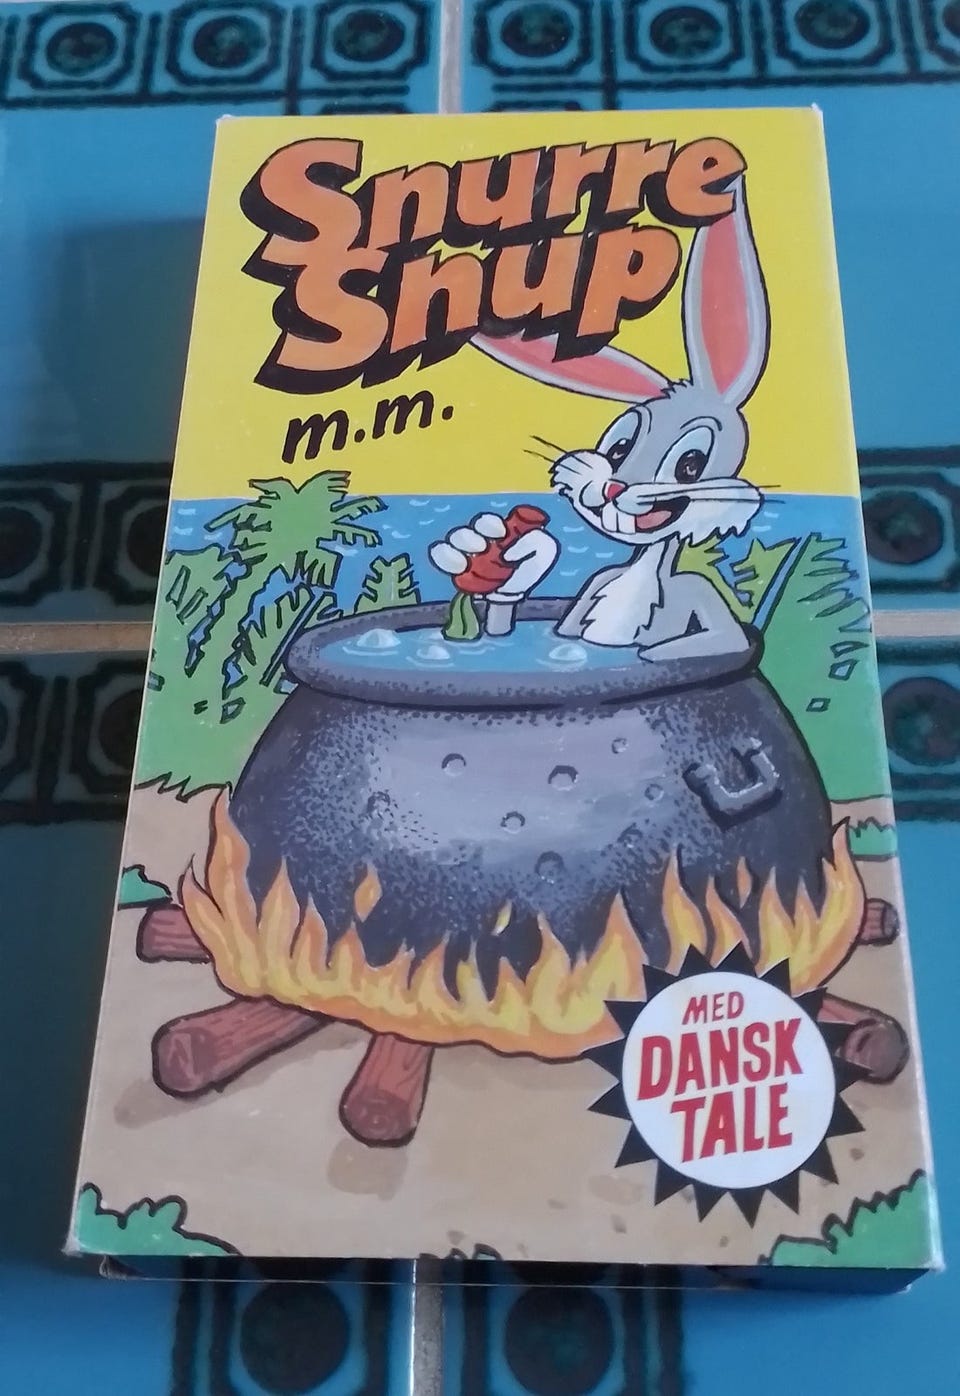 Snurre
Snup
m.m.
MED
DANSK
TALE